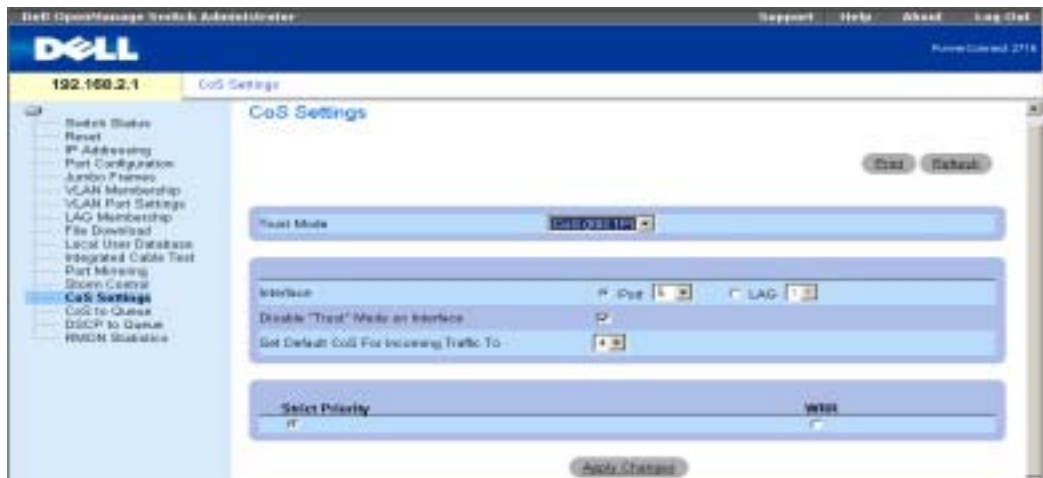 Dell OpenManage Switch Administrator
Support Help About Log Out
DELL
PowerConnect 2716
192.168.2.1
CoS Settings
Switch Status
Reset
IP Addressing
Port Configuration
Jumbo Frames
VLAN Membership
VLAN Port Settings
LAG Membership
File Download
Local User Database
Integrated Cable Test
Port Mirroring
Storm Control
CoS Settings
CoS to Queue
DSCP to Queue
RMON Statistics
CoS Settings
Print Refresh
Trust Mode CoS (802.1P)
Interface Port LAG
Disable "Trust" Mode on Interface
Set Default CoS For Incoming Traffic To 4
Strict Priority WRR
Apply Changes